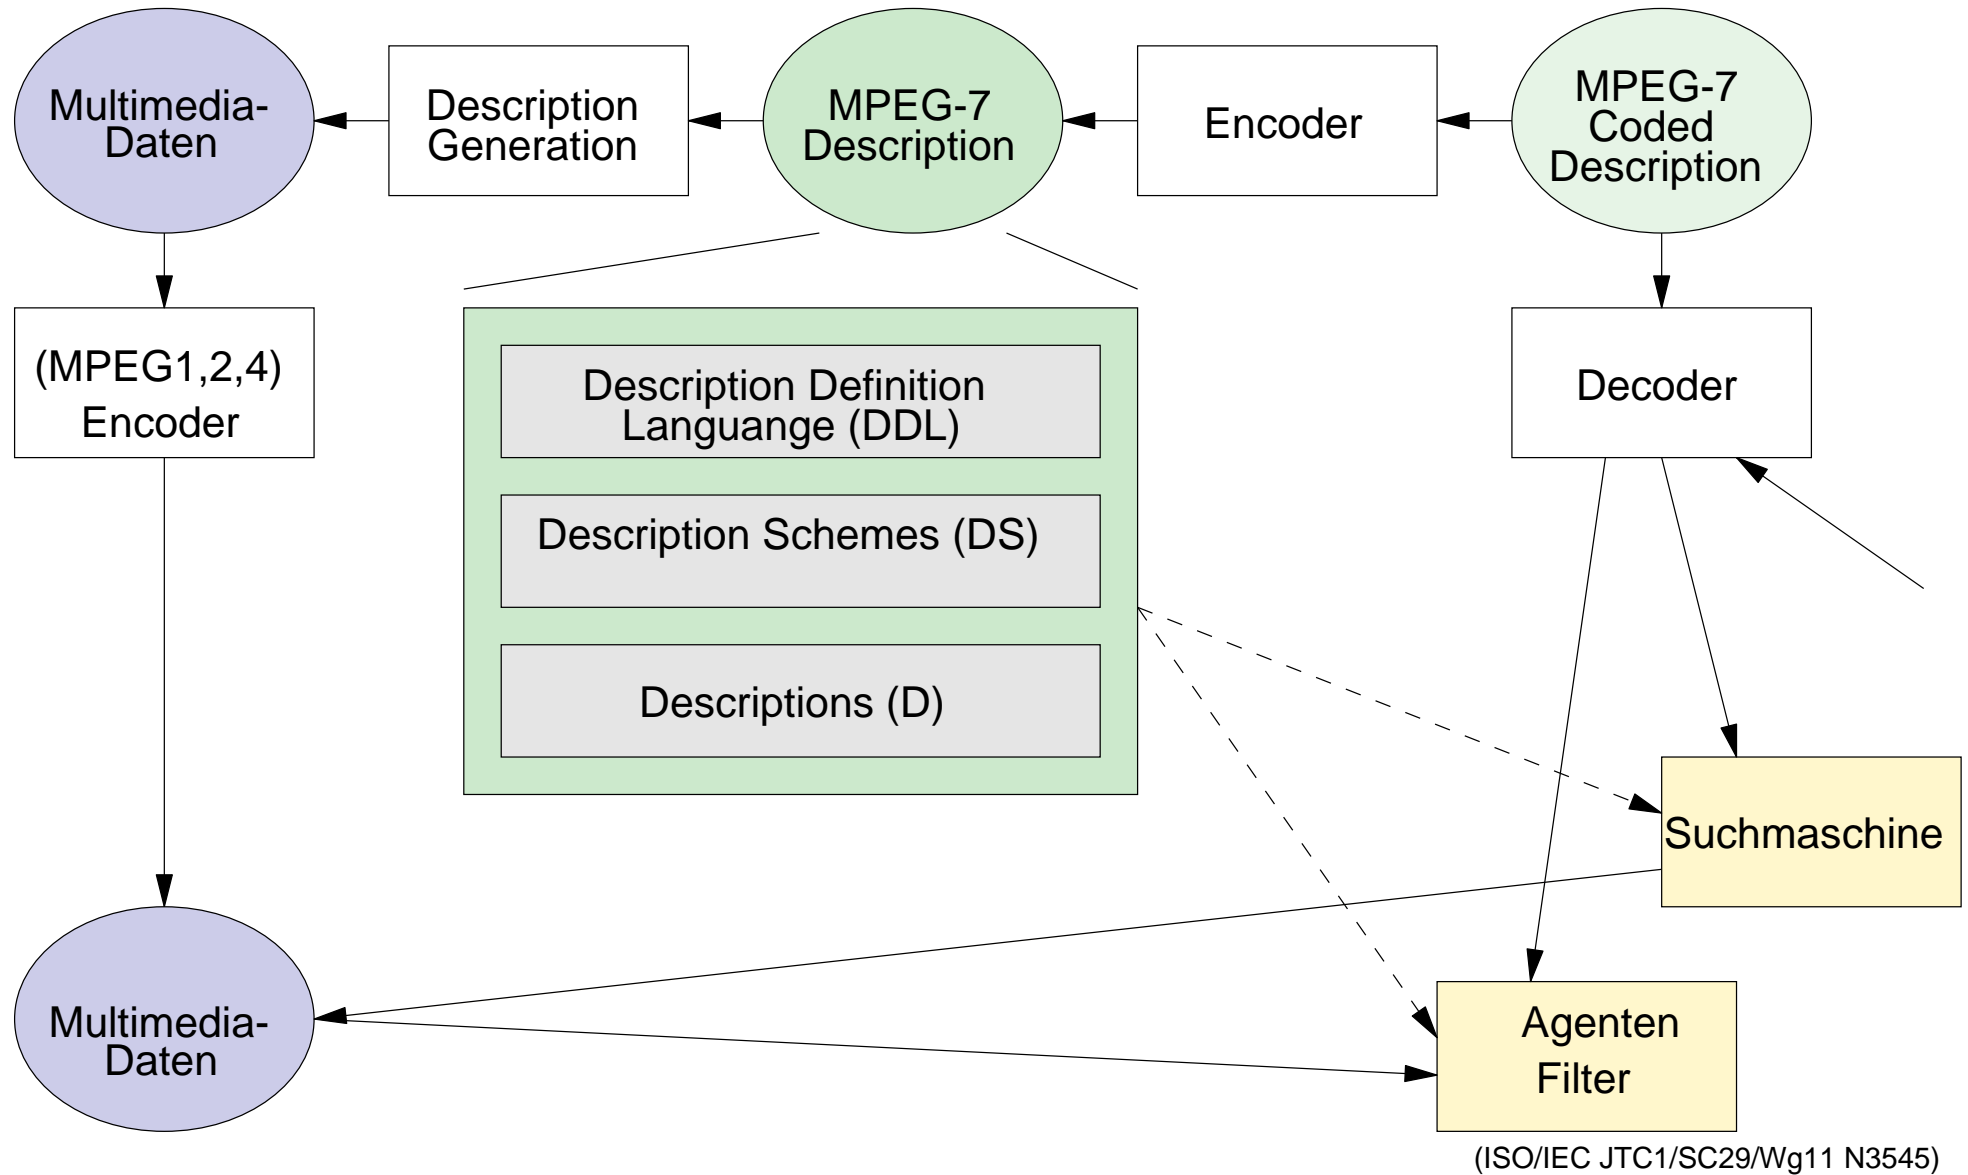 Multimedia-
Daten
Description
Generation
MPEG-7
Description
Encoder
MPEG-7
Coded
Description
(MPEG1,2,4)
Encoder
Description Definition
Languange (DDL)
Decoder
Description Schemes (DS)
Descriptions (D)
Suchmaschine
Multimedia-
Daten
Agenten
Filter
(ISO/IEC JTC1/SC29/Wg11 N3545)